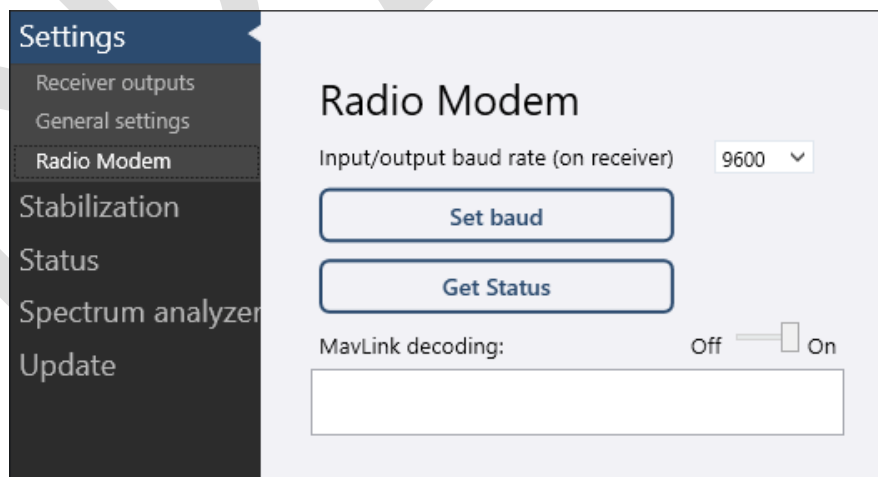 Settings
Receiver outputs
General settings
Radio Modem
Stabilization
Status
Spectrum analyzer
Update
Radio Modem
Input/output baud rate (on receiver) 9600
Set baud
Get Status
MavLink decoding: Off On